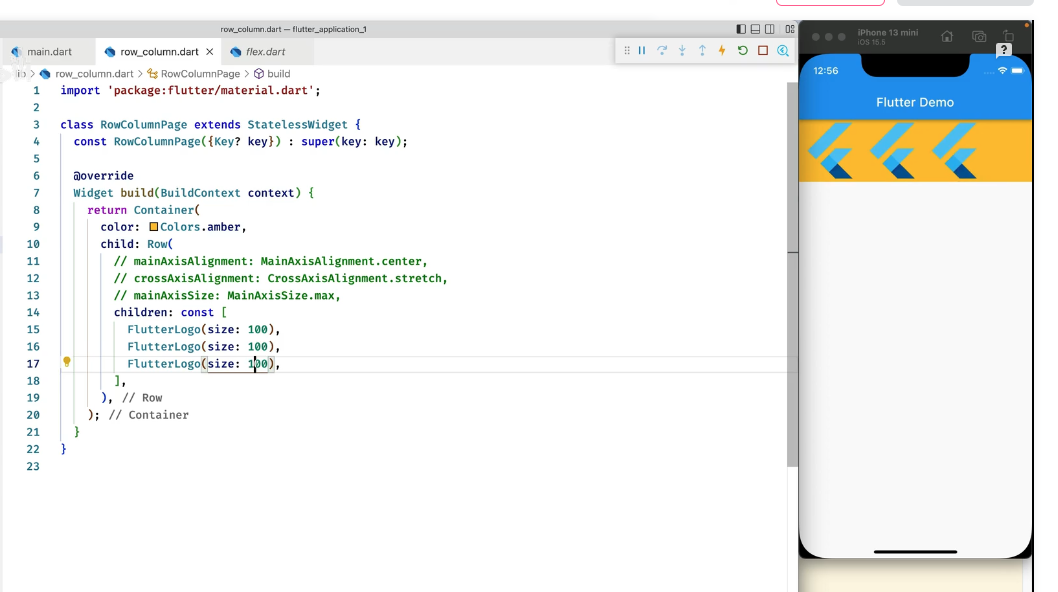 row_column.dart — flutter_application_1
main.dart
row_column.dart
flex.dart
lib > row_column.dart > RowColumnPage > build
1 import 'package:flutter/material.dart';
2
3 class RowColumnPage extends StatelessWidget {
4 const RowColumnPage({Key? key}) : super(key: key);
5
6 @override
7 Widget build(BuildContext context) {
8 return Container(
9 color: Colors.amber,
10 child: Row(
11 // mainAxisAlignment: MainAxisAlignment.center,
12 // crossAxisAlignment: CrossAxisAlignment.stretch,
13 // mainAxisSize: MainAxisSize.max,
14 children: const [
15 FlutterLogo(size: 100),
16 FlutterLogo(size: 100),
17 FlutterLogo(size: 100),
18 ],
19 ), // Row
20 ); // Container
21 }
22 }
23
iPhone 13 mini
iOS 15.5
?
12:56
Flutter Demo